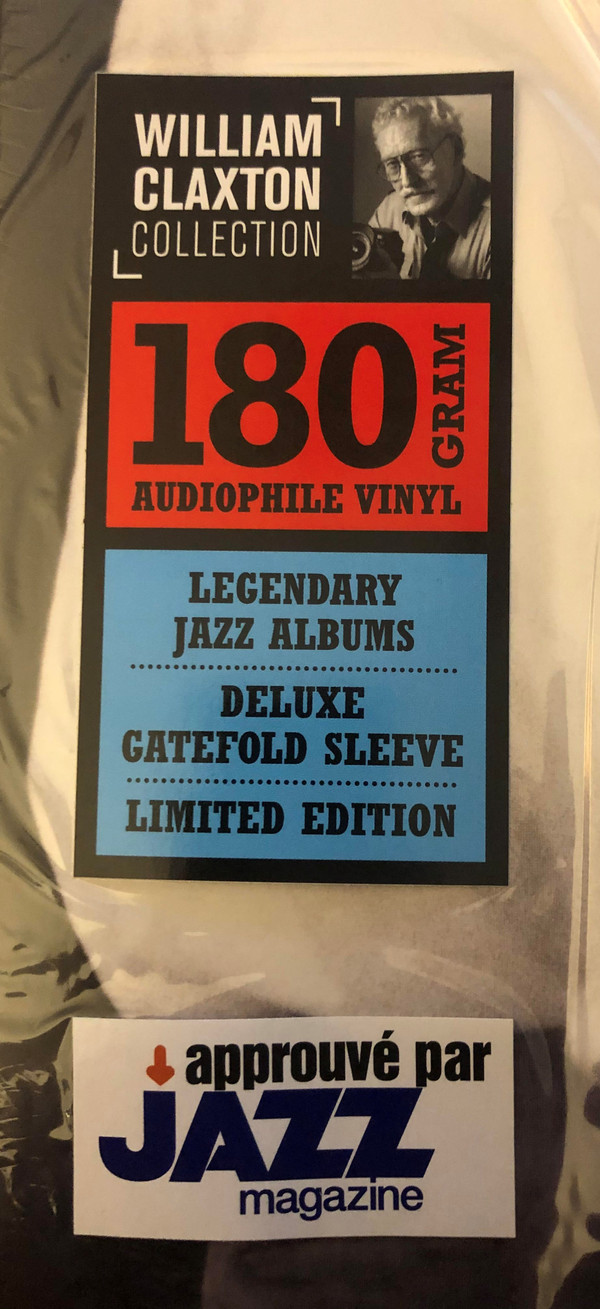 WILLIAM
CLAXTON
COLLECTION
180
GRAM
AUDIOPHILE VINYL
LEGENDARY
JAZZ ALBUMS
DELUXE
GATEFOLD SLEEVE
LIMITED EDITION
approuvé par
JAZZ
magazine